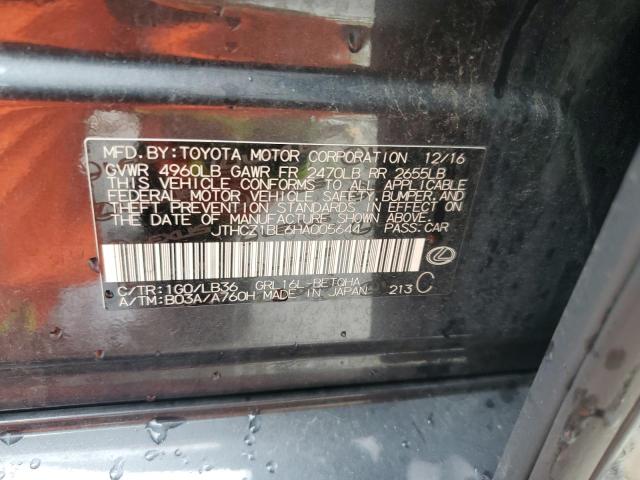 MFD. BY: TOYOTA MOTOR CORPORATION 12/16
GVWR 4960LB GAWR FR 2470LB RR 2655LB
THIS VEHICLE CONFORMS TO ALL APPLICABLE
FEDERAL MOTOR VEHICLE SAFETY, BUMPER, AND
THEFT PREVENTION STANDARDS IN EFFECT ON
THE DATE OF MANUFACTURE SHOWN ABOVE.
JTHCZ1BL6HA005644 PASS. CAR
C/TR: 1G0/LB36 GRL16L-BETQHA
A/TM: B03A/A760H MADE IN JAPAN 213 C